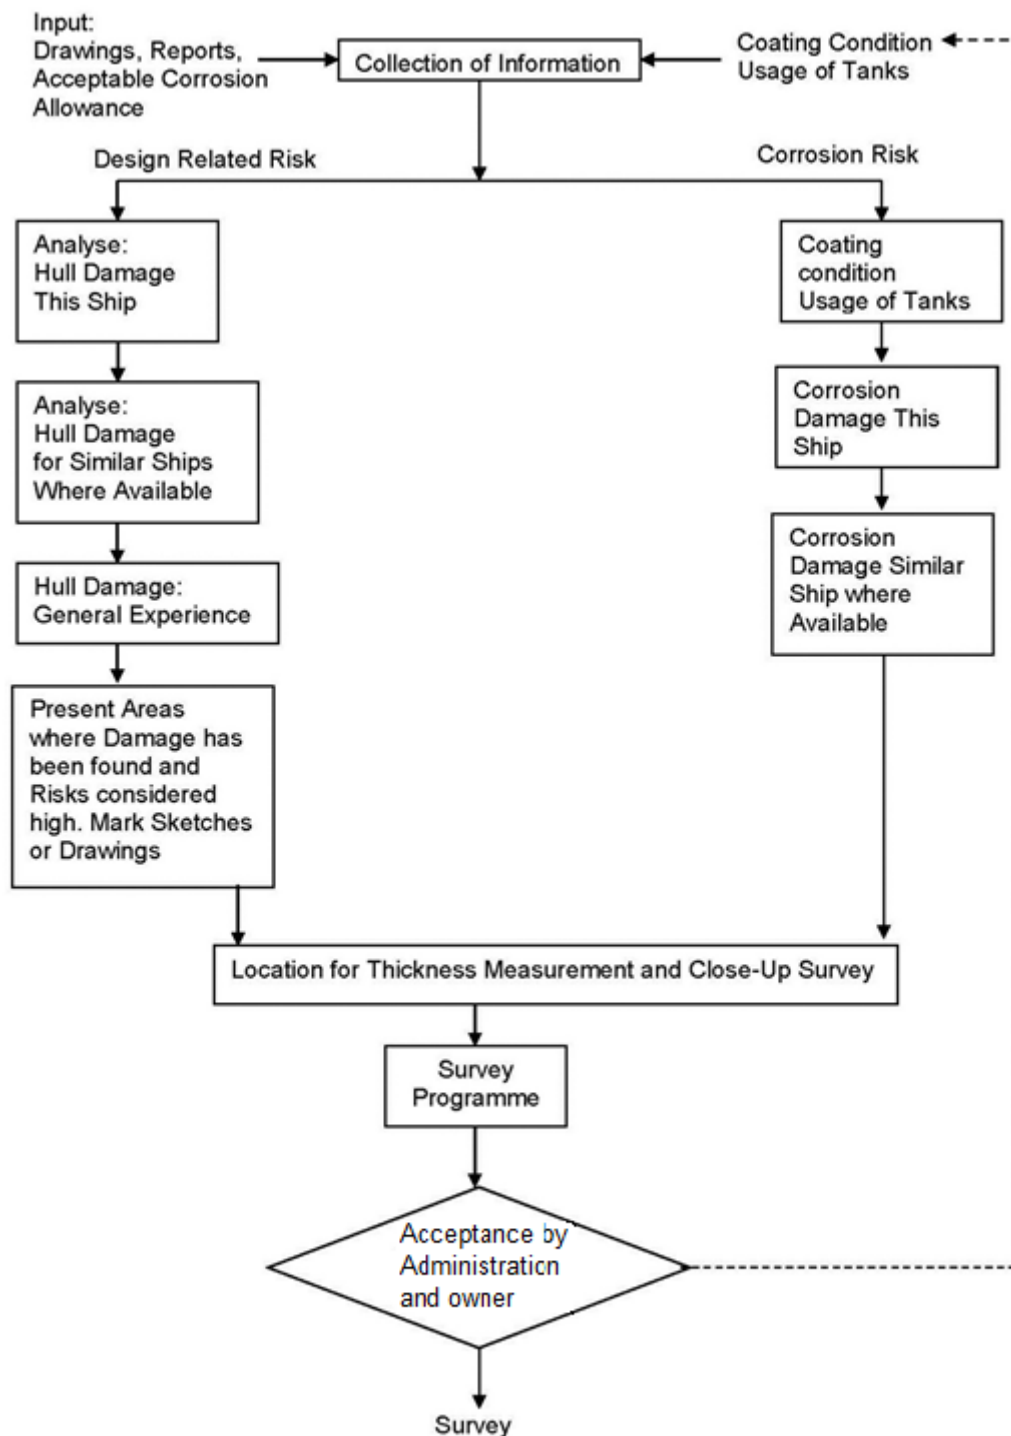 Input:
Drawings, Reports,
Acceptable Corrosion
Allowance
Collection of Information
Coating Condition
Usage of Tanks
Design Related Risk
Corrosion Risk
Analyse:
Hull Damage
This Ship
Analyse:
Hull Damage
for Similar Ships
Where Available
Hull Damage:
General Experience
Present Areas
where Damage has
been found and
Risks considered
high. Mark Sketches
or Drawings
Coating
condition
Usage of Tanks
Corrosion
Damage This
Ship
Corrosion
Damage Similar
Ship where
Available
Location for Thickness Measurement and Close-Up Survey
Survey
Programme
Acceptance by
Administration
and owner
Survey